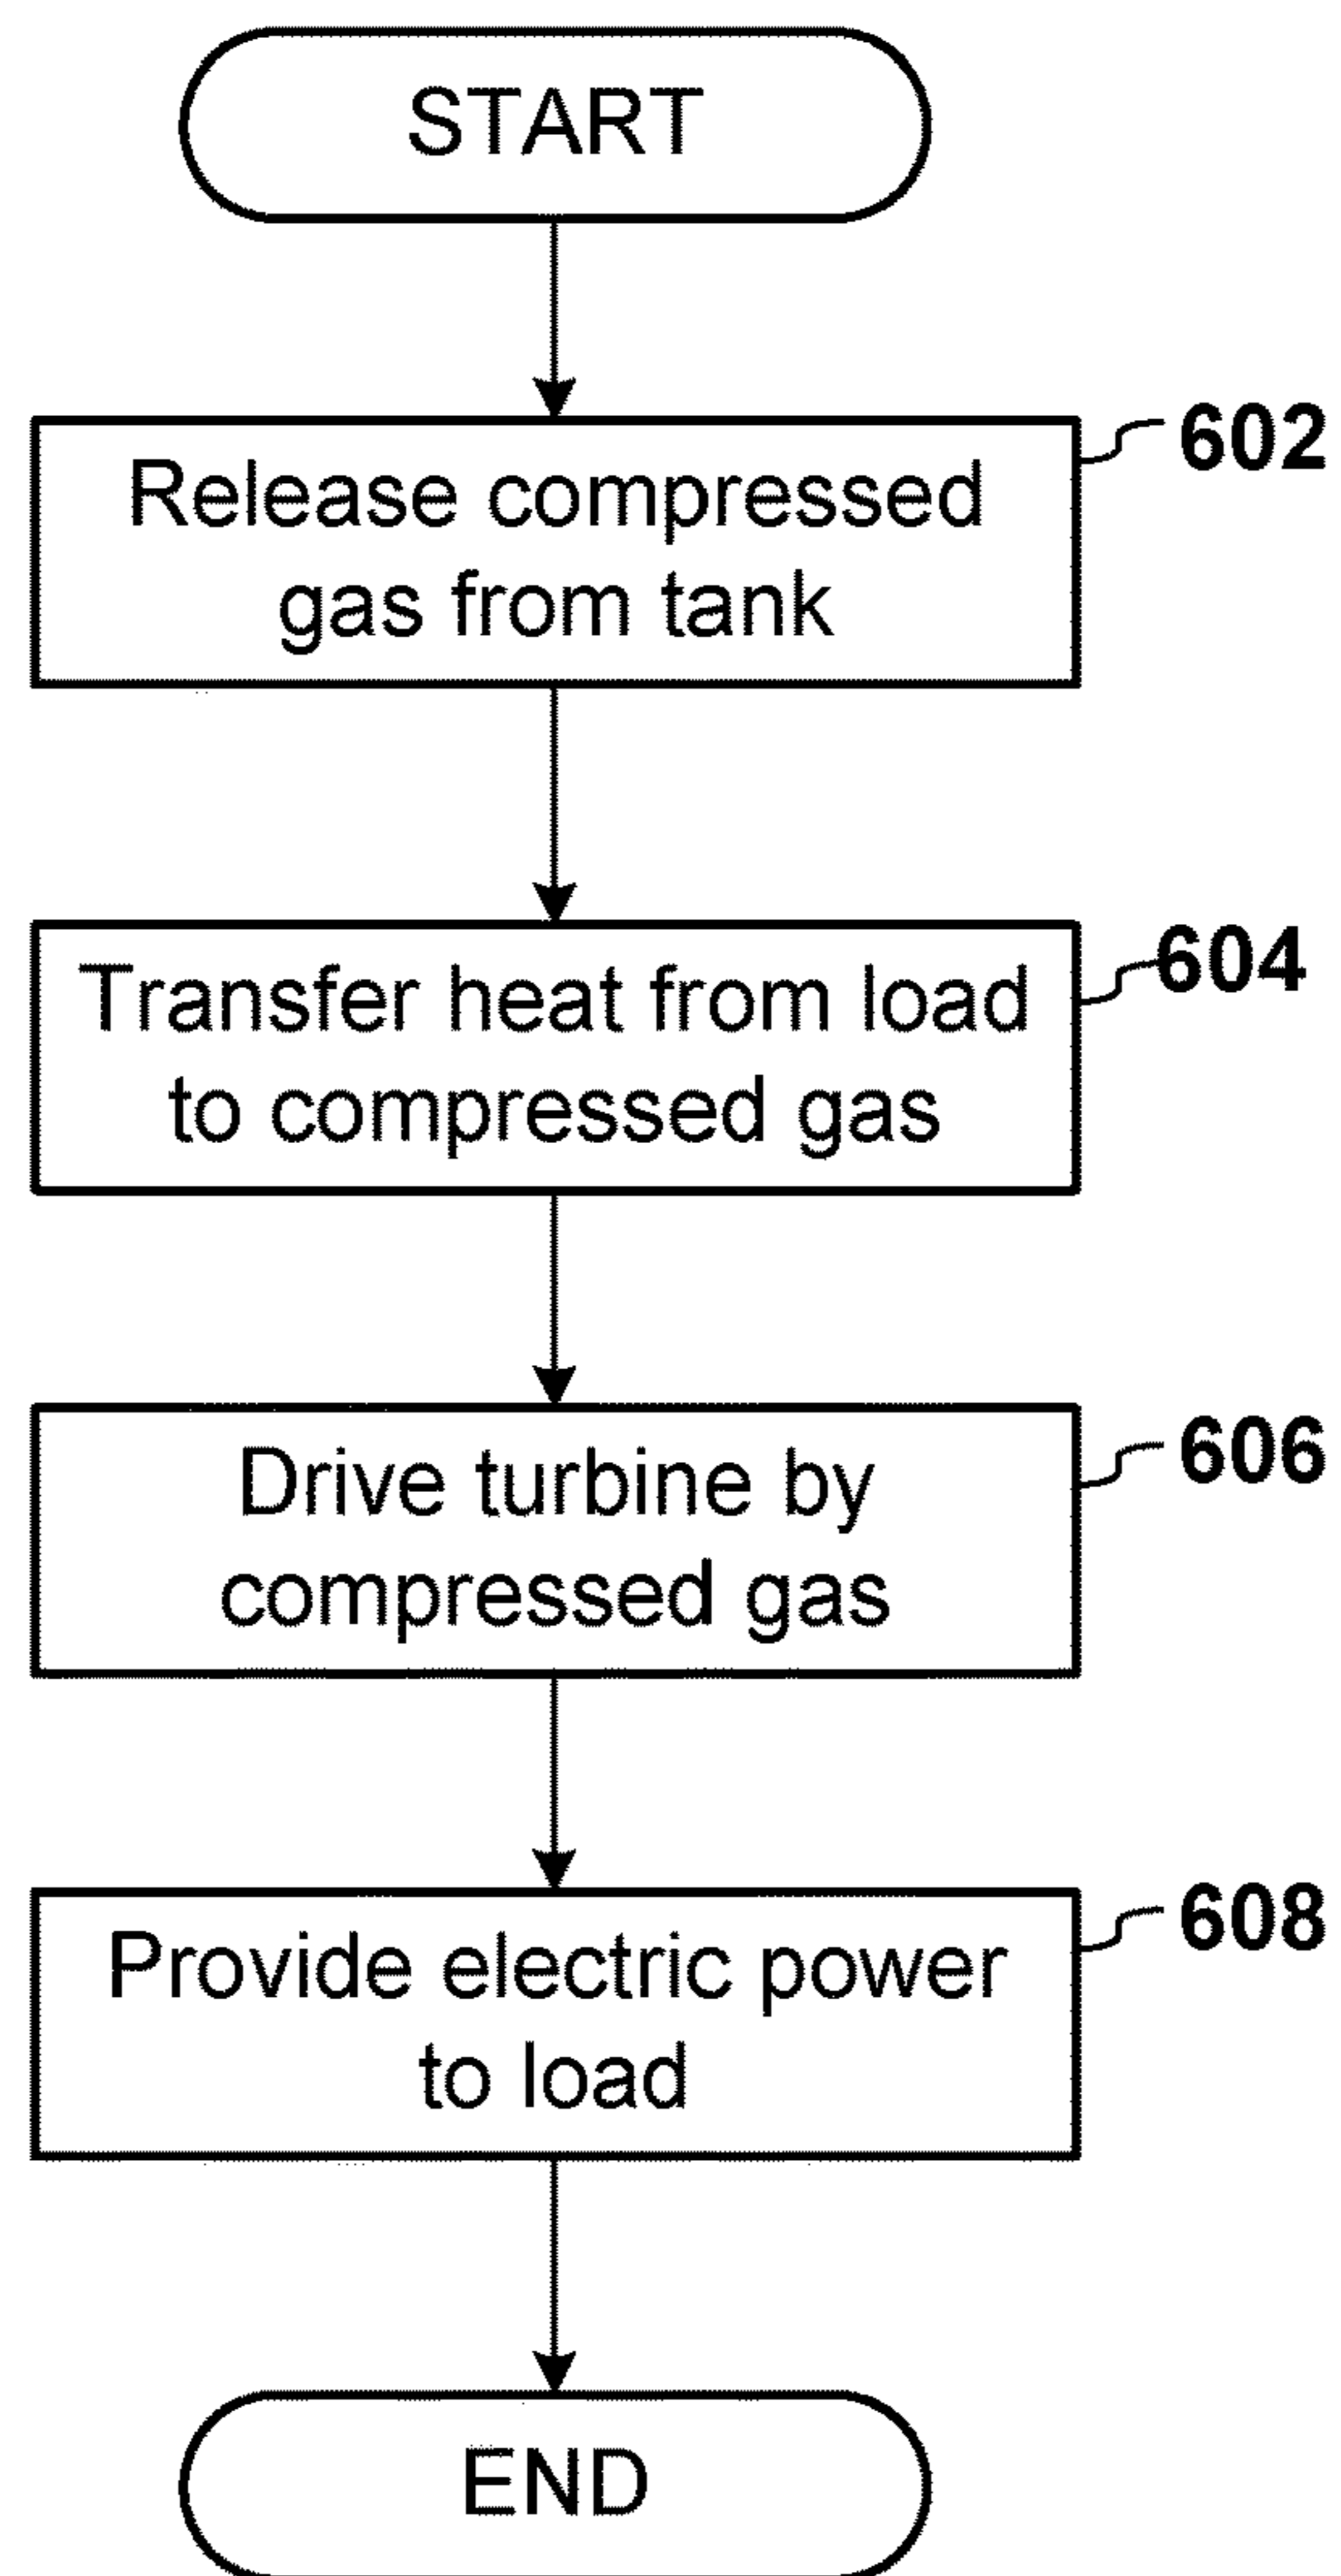 START
602
Release compressed
gas from tank
604
Transfer heat from load
to compressed gas
606
Drive turbine by
compressed gas
608
Provide electric power
to load
END